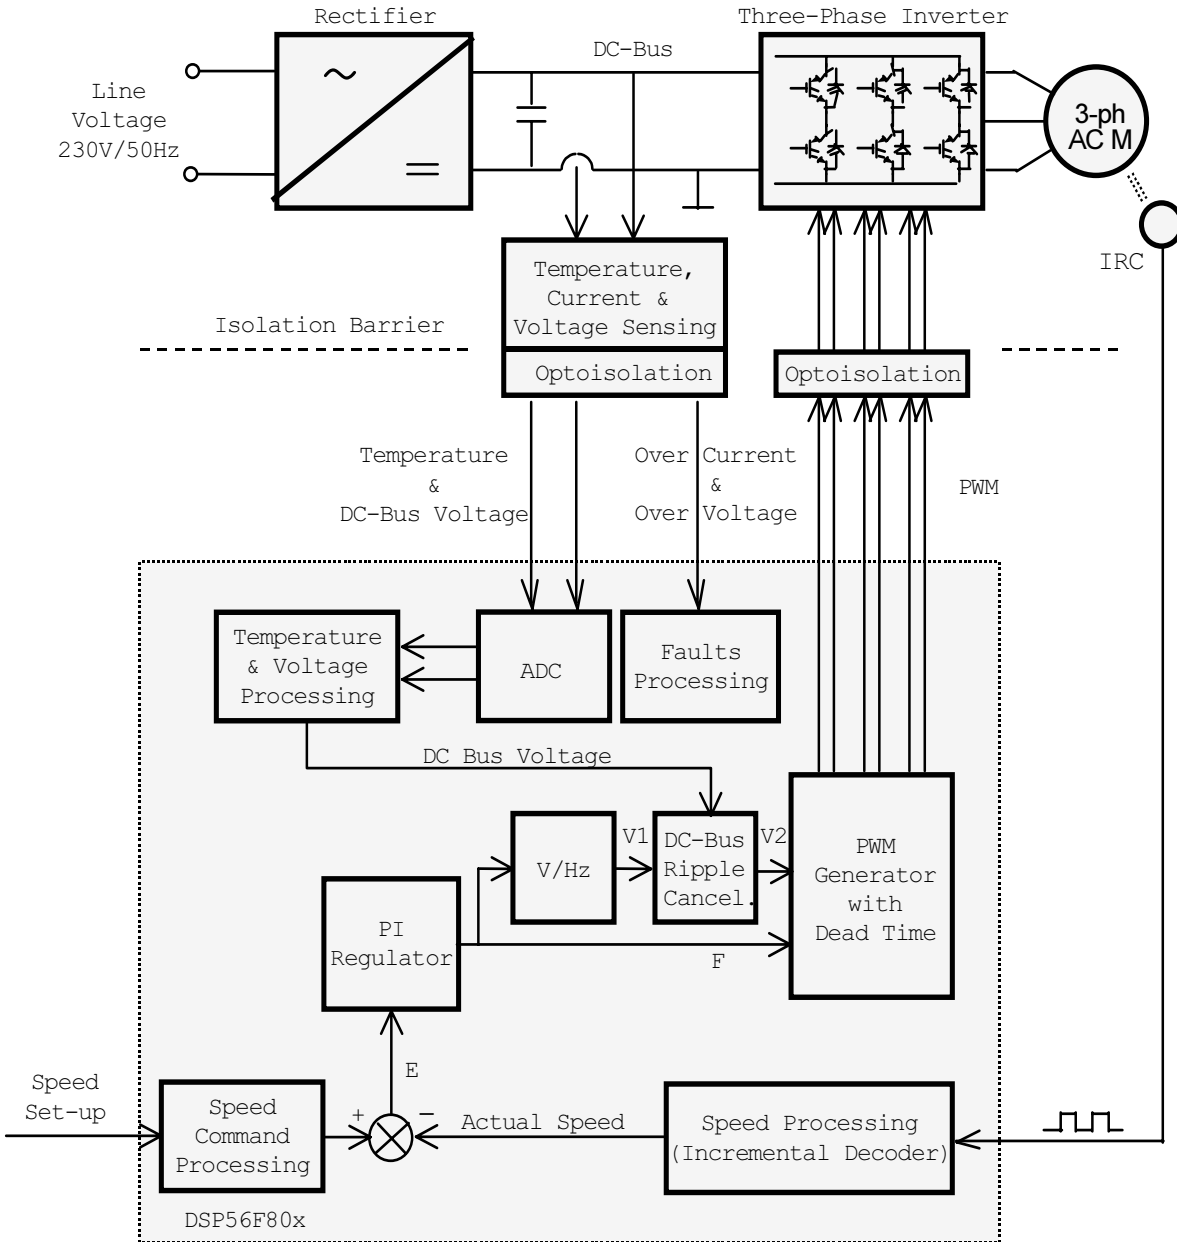 Rectifier
Three-Phase Inverter
DC-Bus
Line
Voltage
230V/50Hz
3-ph
AC M
IRC
Temperature,
Current &
Voltage Sensing
Isolation Barrier
Optoisolation
Optoisolation
Temperature
&
DC-Bus Voltage
Over Current
&
Over Voltage
PWM
Temperature
& Voltage
Processing
ADC
Faults
Processing
DC Bus Voltage
V/Hz
V1
DC-Bus
Ripple
Cancel.
V2
PWM
Generator
with
Dead Time
PI
Regulator
F
E
Speed
Set-up
Speed
Command
Processing
+
−
Actual Speed
Speed Processing
(Incremental Decoder)
DSP56F80x